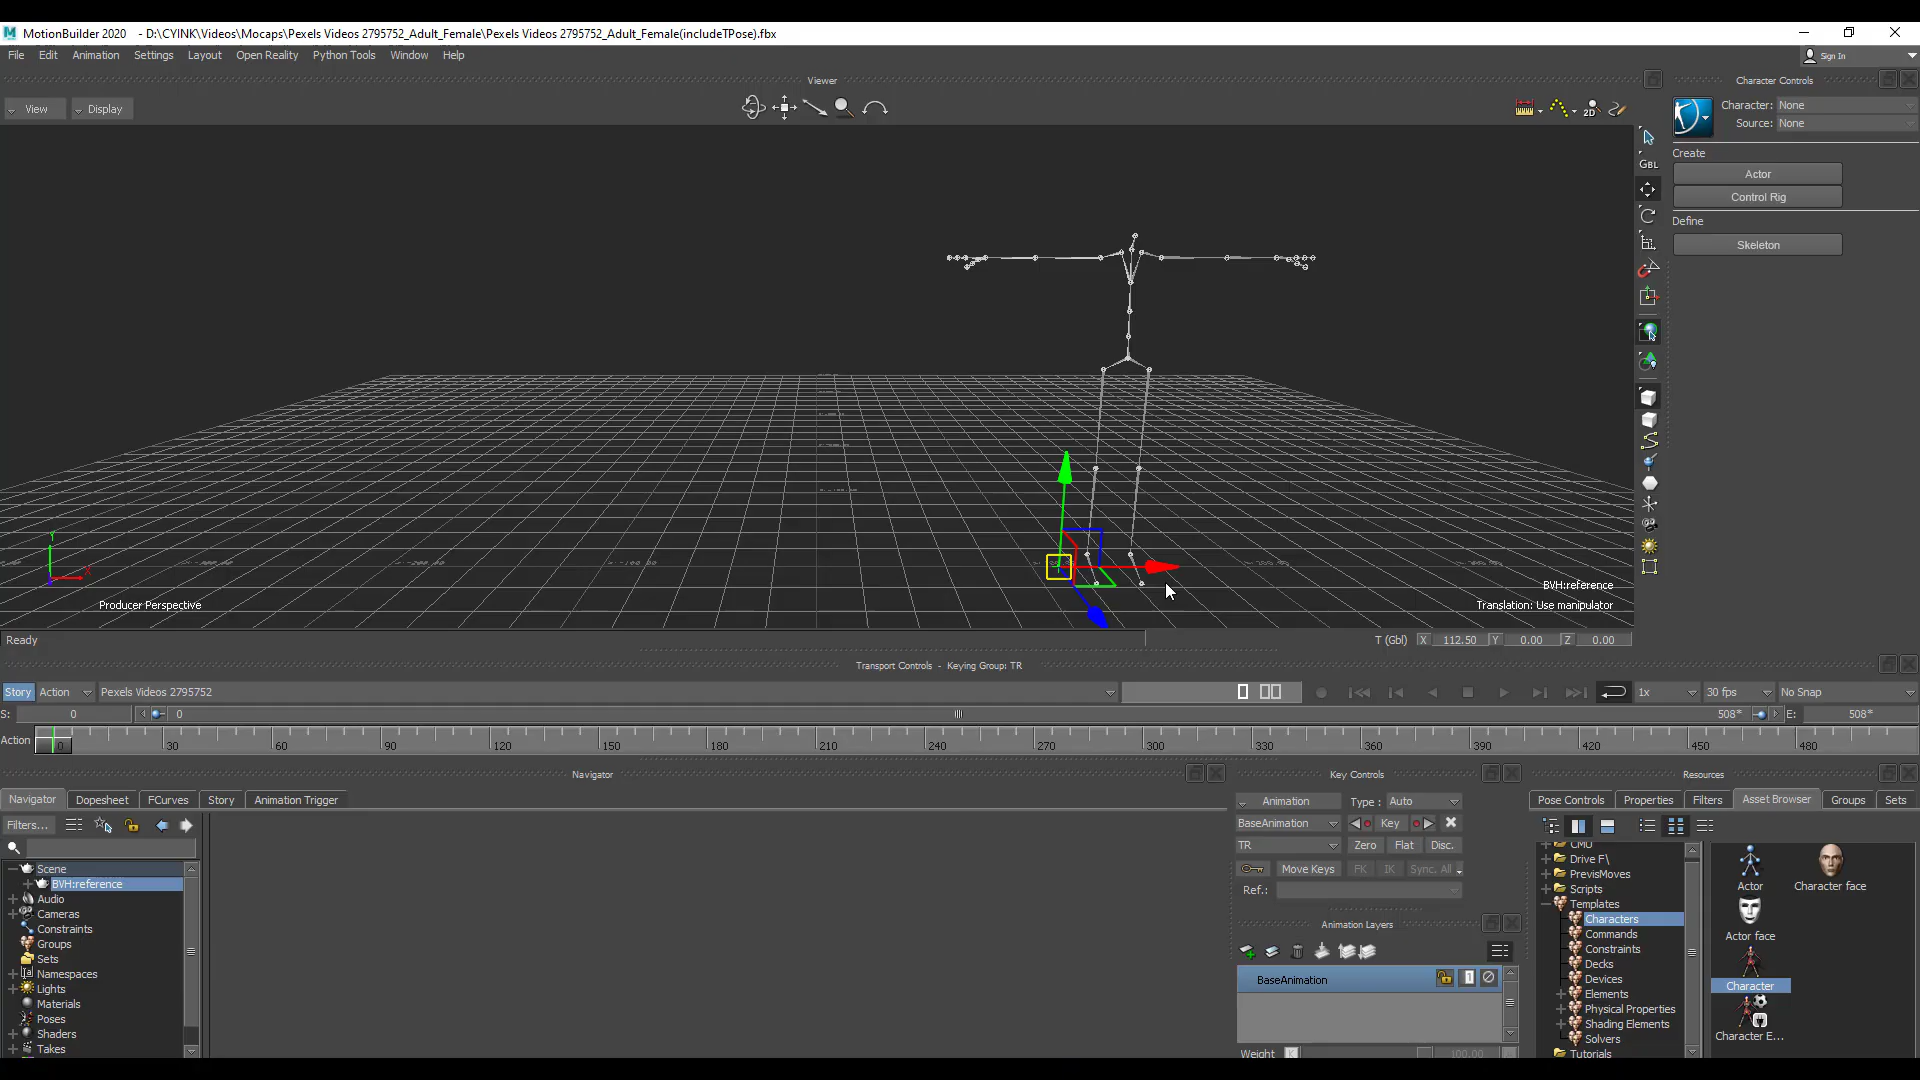 MotionBuilder 2020 - D:\CYINK\Videos\Mocaps\Pexels Videos 2795752_Adult_Female\Pexels Videos 2795752_Adult_Female(includeTPose).fbx
File Edit Animation Settings Layout Open Reality Python Tools Window Help
Sign In
Viewer
Character Controls
View Display
2D
Character: None
Source: None
Create
Actor
Control Rig
Define
Skeleton
GBL
Y
X
Producer Perspective
BVH:reference
Translation: Use manipulator
Ready
T (Gbl) X 112.50 Y 0.00 Z 0.00
Transport Controls - Keying Group: TR
Story Action Pexels Videos 2795752
1x 30 fps No Snap
S: 0 0 508* E: 508*
Action 0 30 60 90 120 150 180 210 240 270 300 330 360 390 420 450 480
Navigator
Key Controls
Resources
Navigator Dopesheet FCurves Story Animation Trigger
Filters...
Scene
BVH:reference
Audio
Cameras
Constraints
Groups
Sets
Namespaces
Lights
Materials
Poses
Shaders
Takes
Animation Type : Auto
BaseAnimation Key
TR Zero Flat Disc.
Move Keys FK IK Sync. All
Ref.:
Animation Layers
BaseAnimation 1
Weight 100.00
Pose Controls Properties Filters Asset Browser Groups Sets
CMU
Drive F\
PrevisMoves
Scripts
Templates
Characters
Commands
Constraints
Decks
Devices
Elements
Physical Properties
Shading Elements
Solvers
Tutorials
Actor
Character face
Actor face
Character
Character E...